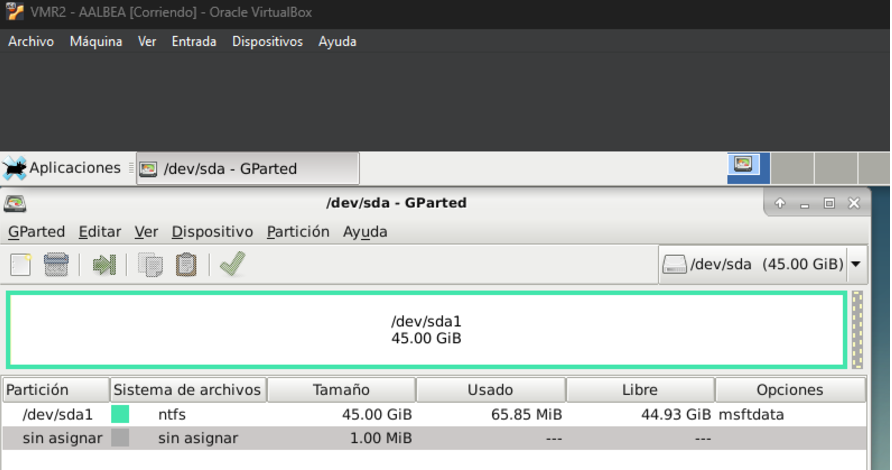 VMR2 - AALBEA [Corriendo] - Oracle VirtualBox
Archivo Máquina Ver Entrada Dispositivos Ayuda
Aplicaciones /dev/sda - GParted
/dev/sda - GParted
GParted Editar Ver Dispositivo Partición Ayuda
/dev/sda (45.00 GiB)
/dev/sda1
45.00 GiB
Partición Sistema de archivos Tamaño Usado Libre Opciones
/dev/sda1 ntfs 45.00 GiB 65.85 MiB 44.93 GiB msftdata
sin asignar sin asignar 1.00 MiB --- ---